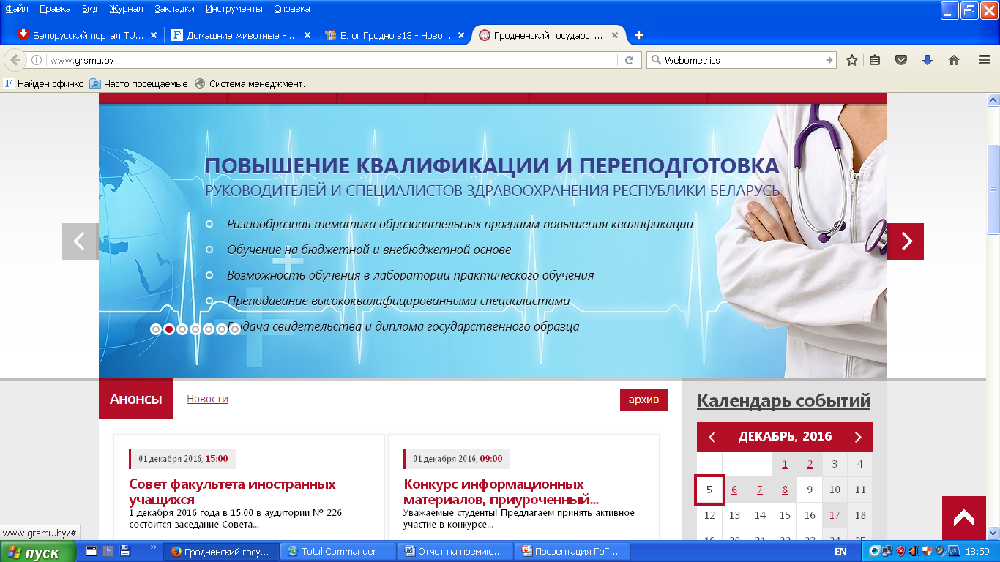 Файл Правка Вид Журнал Закладки Инструменты Справка
Белорусский портал TU... Домашние животные - ... Блог Гродно s13 - Ново... Гродненский государст...
www.grsmu.by Webometrics
Найден сфинкс Часто посещаемые Система менеджмент...
ПОВЫШЕНИЕ КВАЛИФИКАЦИИ И ПЕРЕПОДГОТОВКА
РУКОВОДИТЕЛЕЙ И СПЕЦИАЛИСТОВ ЗДРАВООХРАНЕНИЯ РЕСПУБЛИКИ БЕЛАРУСЬ
Разнообразная тематика образовательных программ повышения квалификации
Обучение на бюджетной и внебюджетной основе
Возможность обучения в лаборатории практического обучения
Преподавание высококвалифицированными специалистами
Выдача свидетельства и диплома государственного образца
Анонсы Новости архив
01 декабря 2016, 15:00
Совет факультета иностранных
учащихся
1 декабря 2016 года в 15.00 в аудитории № 226
состоится заседание Совета...
01 декабря 2016, 09:00
Конкурс информационных
материалов, приуроченный...
Уважаемые студенты! Предлагаем принять активное
участие в конкурсе...
Календарь событий
ДЕКАБРЬ, 2016
1 2 3 4
5 6 7 8 9 10 11
12 13 14 15 16 17 18
19 20 21 22 23 24 25
www.grsmu.by/#
пуск Гродненский госу... Total Commander... Отчет на премию... Презентация ГрГ... EN 18:59